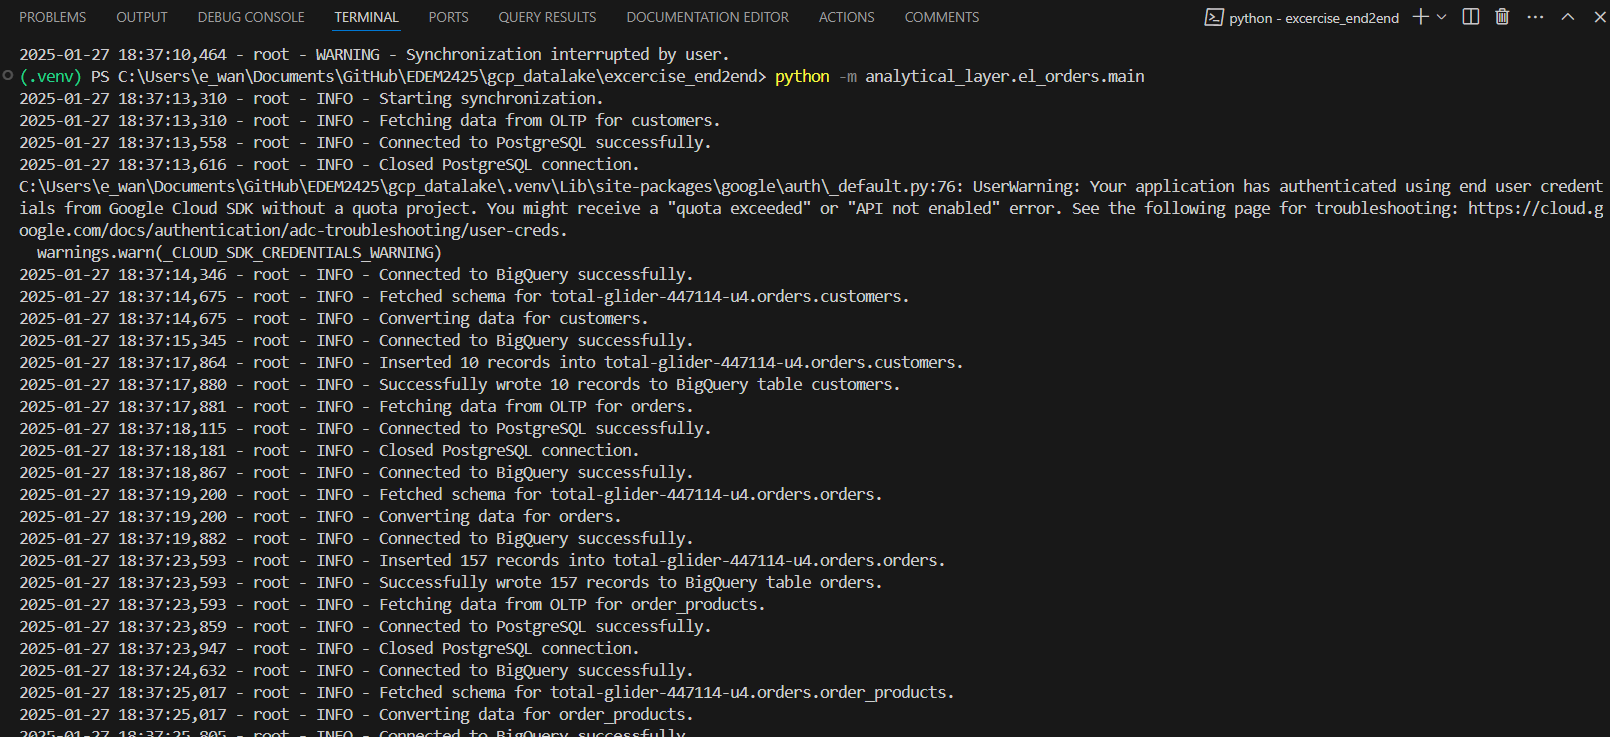 PROBLEMS OUTPUT DEBUG CONSOLE TERMINAL PORTS QUERY RESULTS DOCUMENTATION EDITOR ACTIONS COMMENTS python - excercise_end2end
2025-01-27 18:37:10,464 - root - WARNING - Synchronization interrupted by user.
(.venv) PS C:\Users\e_wan\Documents\GitHub\EDEM2425\gcp_datalake\excercise_end2end> python -m analytical_layer.el_orders.main
2025-01-27 18:37:13,310 - root - INFO - Starting synchronization.
2025-01-27 18:37:13,310 - root - INFO - Fetching data from OLTP for customers.
2025-01-27 18:37:13,558 - root - INFO - Connected to PostgreSQL successfully.
2025-01-27 18:37:13,616 - root - INFO - Closed PostgreSQL connection.
C:\Users\e_wan\Documents\GitHub\EDEM2425\gcp_datalake\.venv\Lib\site-packages\google\auth\_default.py:76: UserWarning: Your application has authenticated using end user credent
ials from Google Cloud SDK without a quota project. You might receive a "quota exceeded" or "API not enabled" error. See the following page for troubleshooting: https://cloud.g
oogle.com/docs/authentication/adc-troubleshooting/user-creds.
warnings.warn(_CLOUD_SDK_CREDENTIALS_WARNING)
2025-01-27 18:37:14,346 - root - INFO - Connected to BigQuery successfully.
2025-01-27 18:37:14,675 - root - INFO - Fetched schema for total-glider-447114-u4.orders.customers.
2025-01-27 18:37:14,675 - root - INFO - Converting data for customers.
2025-01-27 18:37:15,345 - root - INFO - Connected to BigQuery successfully.
2025-01-27 18:37:17,864 - root - INFO - Inserted 10 records into total-glider-447114-u4.orders.customers.
2025-01-27 18:37:17,880 - root - INFO - Successfully wrote 10 records to BigQuery table customers.
2025-01-27 18:37:17,881 - root - INFO - Fetching data from OLTP for orders.
2025-01-27 18:37:18,115 - root - INFO - Connected to PostgreSQL successfully.
2025-01-27 18:37:18,181 - root - INFO - Closed PostgreSQL connection.
2025-01-27 18:37:18,867 - root - INFO - Connected to BigQuery successfully.
2025-01-27 18:37:19,200 - root - INFO - Fetched schema for total-glider-447114-u4.orders.orders.
2025-01-27 18:37:19,200 - root - INFO - Converting data for orders.
2025-01-27 18:37:19,882 - root - INFO - Connected to BigQuery successfully.
2025-01-27 18:37:23,593 - root - INFO - Inserted 157 records into total-glider-447114-u4.orders.orders.
2025-01-27 18:37:23,593 - root - INFO - Successfully wrote 157 records to BigQuery table orders.
2025-01-27 18:37:23,593 - root - INFO - Fetching data from OLTP for order_products.
2025-01-27 18:37:23,859 - root - INFO - Connected to PostgreSQL successfully.
2025-01-27 18:37:23,947 - root - INFO - Closed PostgreSQL connection.
2025-01-27 18:37:24,632 - root - INFO - Connected to BigQuery successfully.
2025-01-27 18:37:25,017 - root - INFO - Fetched schema for total-glider-447114-u4.orders.order_products.
2025-01-27 18:37:25,017 - root - INFO - Converting data for order_products.
2025-01-27 18:37:25,805 - root - INFO - Connected to BigQuery successfully.